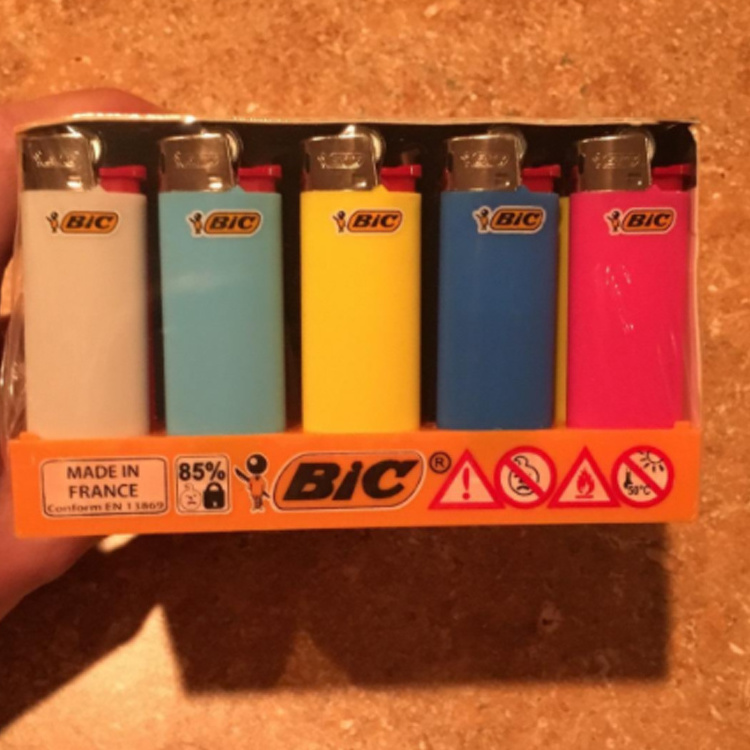 BiC
BiC
BiC
BiC
BiC
MADE IN
FRANCE
Conform EN 13869
85%
BiC®
50°C